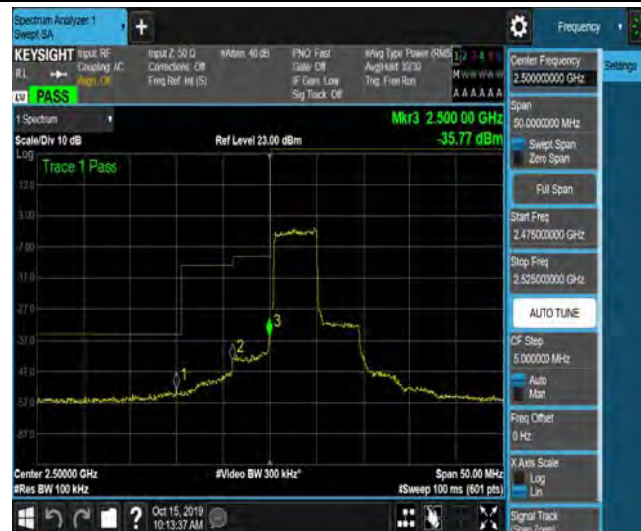 Spectrum Analyzer 1
Swept SA
Frequency
KEYSIGHT
Input: RF
Coupling: AC
Align: Off
Input Z: 50 Ω
Corrections: Off
Freq Ref: Int (S)
#Atten: 40 dB
PNO: Fast
Gate: Off
IF Gain: Low
Sig Track: Off
#Avg Type: Power (RMS
Avg|Hold: 30/30
Trig: Free Run
RL
PASS
1 Spectrum
Scale/Div 10 dB
Log
Ref Level 23.00 dBm
Mkr3 2.500 00 GHz
-35.77 dBm
Trace 1 Pass
13.0
3.00
-7.00
-17.0
-27.0
-37.0
-47.0
-57.0
-67.0
1
2
3
Center 2.50000 GHz
#Res BW 100 kHz
#Video BW 300 kHz*
Span 50.00 MHz
#Sweep 100 ms (601 pts)
Oct 15, 2019
10:13:37 AM
Settings
Center Frequency
2.500000000 GHz
Span
50.0000000 MHz
Swept Span
Zero Span
Full Span
Start Freq
2.475000000 GHz
Stop Freq
2.525000000 GHz
AUTO TUNE
CF Step
5.000000 MHz
Auto
Man
Freq Offset
0 Hz
X Axis Scale
Log
Lin
Signal Track
(Span Zoom)